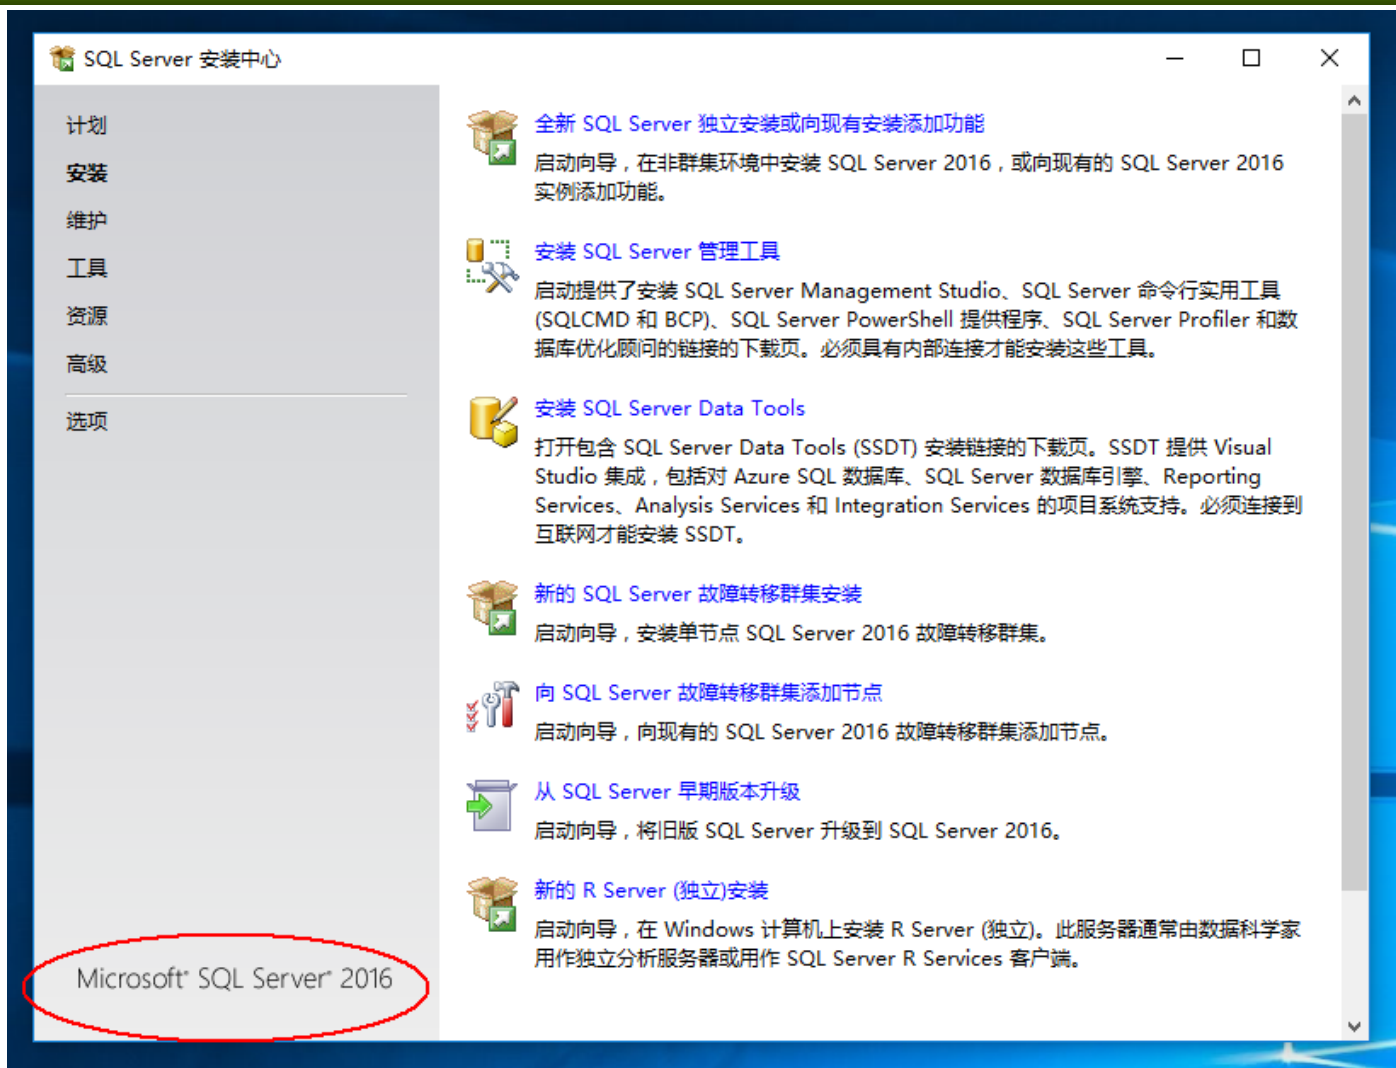 SQL Server 安装中心
计划
安装
维护
工具
资源
高级
选项
Microsoft® SQL Server® 2016
全新 SQL Server 独立安装或向现有安装添加功能
启动向导，在非群集环境中安装 SQL Server 2016，或向现有的 SQL Server 2016
实例添加功能。
安装 SQL Server 管理工具
启动提供了安装 SQL Server Management Studio、SQL Server 命令行实用工具
(SQLCMD 和 BCP)、SQL Server PowerShell 提供程序、SQL Server Profiler 和数
据库优化顾问的链接的下载页。必须具有内部连接才能安装这些工具。
安装 SQL Server Data Tools
打开包含 SQL Server Data Tools (SSDT) 安装链接的下载页。SSDT 提供 Visual
Studio 集成，包括对 Azure SQL 数据库、SQL Server 数据库引擎、Reporting
Services、Analysis Services 和 Integration Services 的项目系统支持。必须连接到
互联网才能安装 SSDT。
新的 SQL Server 故障转移群集安装
启动向导，安装单节点 SQL Server 2016 故障转移群集。
向 SQL Server 故障转移群集添加节点
启动向导，向现有的 SQL Server 2016 故障转移群集添加节点。
从 SQL Server 早期版本升级
启动向导，将旧版 SQL Server 升级到 SQL Server 2016。
新的 R Server (独立)安装
启动向导，在 Windows 计算机上安装 R Server (独立)。此服务器通常由数据科学家
用作独立分析服务器或用作 SQL Server R Services 客户端。